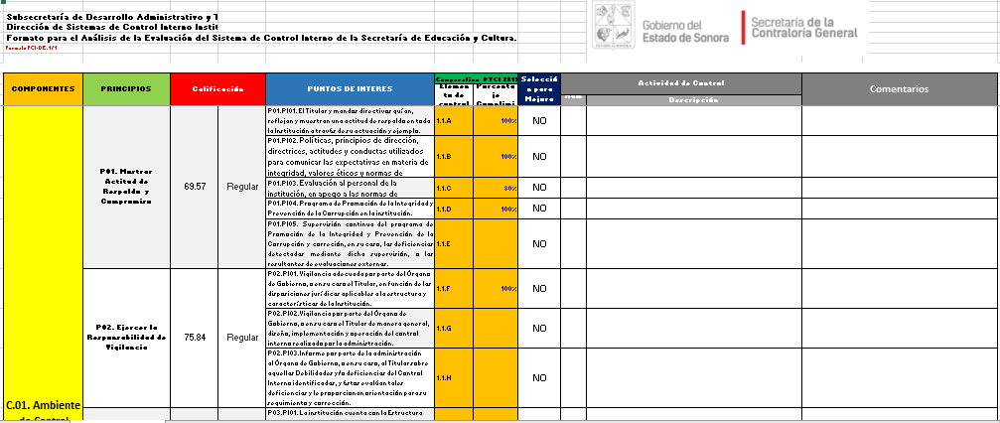 Subsecretaría de Desarrollo Administrativo y T
Dirección de Sistemas de Control Interno Instit
Formato para el Análisis de la Evaluación del Sistema de Control Interno de la Secretaría de Educación y Cultura.
Formato FCI-DE.1/1
Gobierno del
Estado de Sonora
Secretaría de la
Contraloría General
COMPONENTES
PRINCIPIOS
Calificación
PUNTOS DE INTERES
Comparativo PTCI 201
Elemen
to de
control
Porcenta
je
Cumplimi
Selecció
n para
Mejora
Actividad de Control
Núm
Descripción
Comentarios
C.01. Ambiente
de Control
P01. Mostrar
Actitud de
Respaldo y
Compromiso
69.57
Regular
P01.PI01. El Titular y mandos directivos guían,
reflejan y muestran una actitud de respaldo en toda
la Institución a través de su actuación y ejemplo.
1.1.A
100%
NO
P01.PI02. Políticas, principios de dirección,
directrices, actitudes y conductas utilizados
para comunicar las expectativas en materia de
integridad, valores éticos y normas de
1.1.B
100%
NO
P01.PI03. Evaluación al personal de la
institución, en apego a las normas de
1.1.C
80%
NO
P01.PI04. Programa de Promoción de la Integridad y
Prevención de la Corrupción en la institución.
1.1.D
100%
NO
P01.PI05. Supervisión continua del programa de
Promoción de la Integridad y Prevención de la
Corrupción y correción, en su caso, las deficiencias
detectadas mediante dicha supervisión, o las
resultantes de evaluaciones externas.
1.1.E
NO
P02. Ejercer la
Responsabilidad de
Vigilancia
75.84
Regular
P02.PI01. Vigilancia adecuada por parte del Órgano
de Gobierno, o en su caso el Titular, en función de las
disposiciones jurídicas aplicables a la estructura y
características de la Institución.
1.1.F
100%
NO
P02.PI02. Vigilancia por parte del Órgano de
Gobierno, o en su caso el Titular de manera general,
diseño, implementación y operación del control
interno realizada por la administración.
1.1.G
NO
P02.PI03. Informe por parte de la administración
al Órgano de Gobierno, o en su caso, al Titular sobre
aquellas Debilidades y/o deficiencias del Control
Interno identificadas, y éstas evalúan tales
deficiencias y le proporcionan orientación para su
seguimiento y corrección.
1.1.H
NO
P03.PI01. La institución cuenta con la Estructura